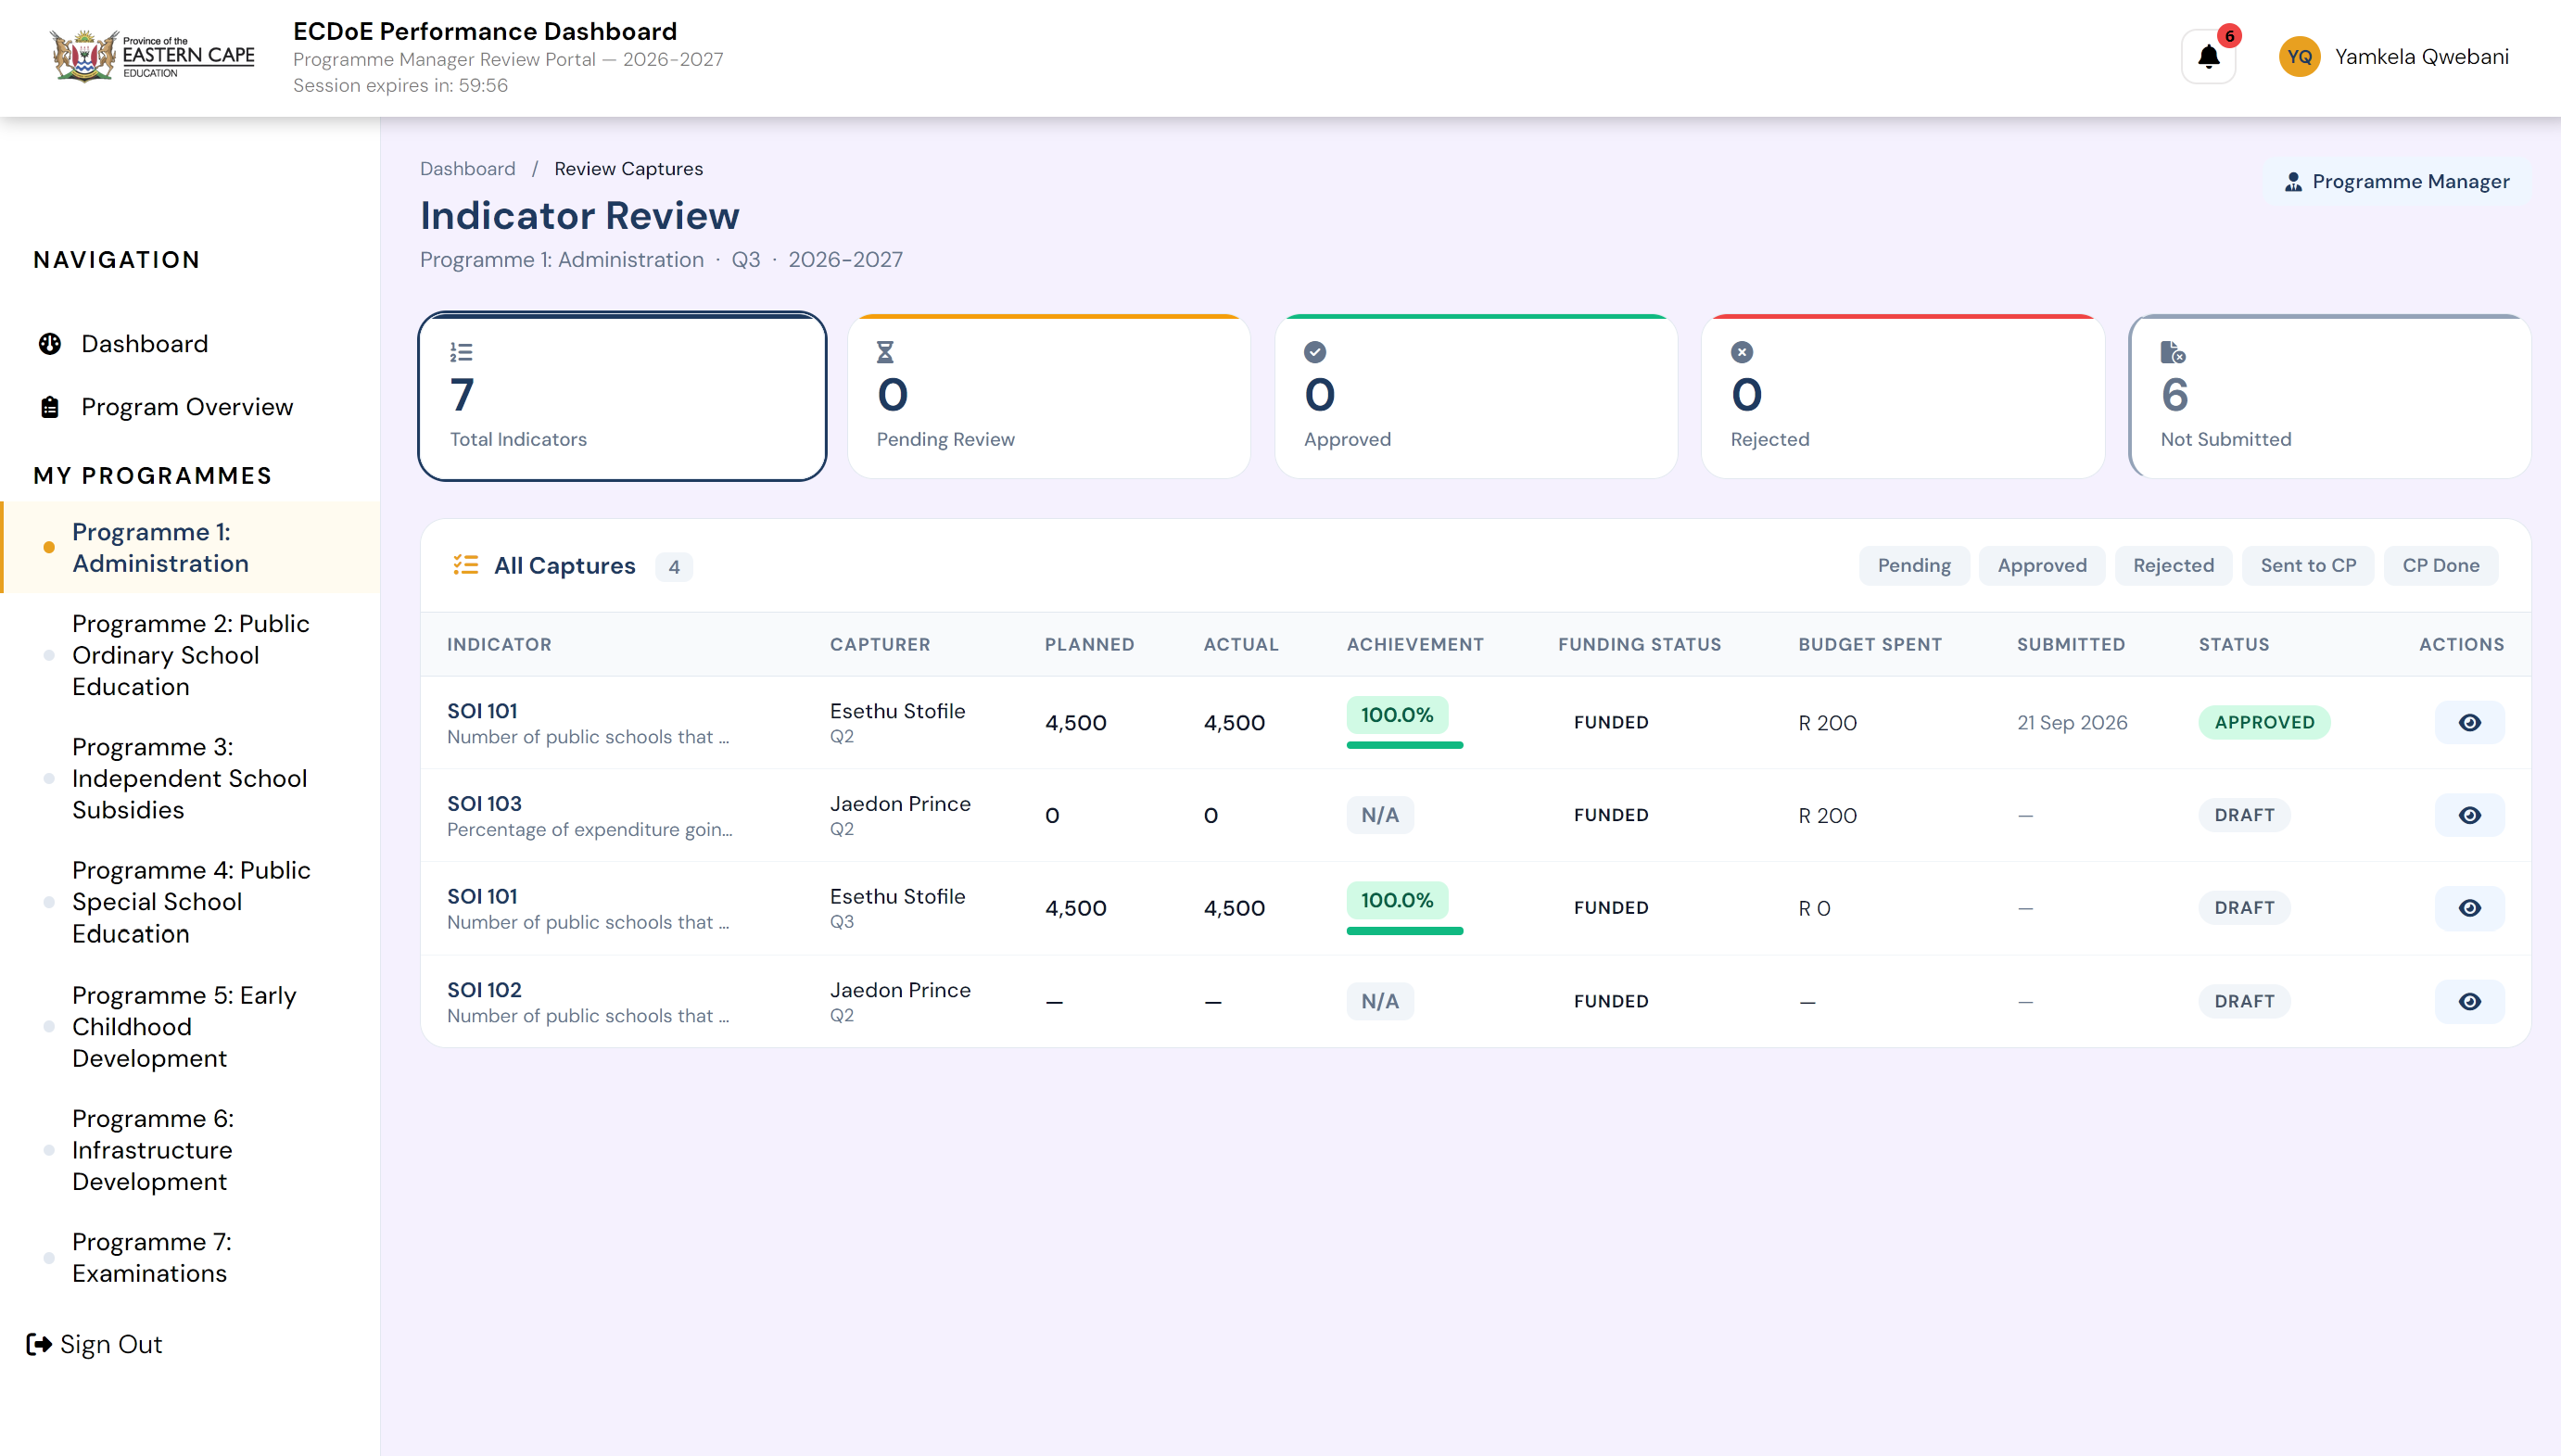 Province of the
EASTERN CAPE
EDUCATION
ECDoE Performance Dashboard
Programme Manager Review Portal — 2026-2027
Session expires in: 59:56
6
YQ
Yamkela Qwebani
NAVIGATION
Dashboard
Program Overview
MY PROGRAMMES
Programme 1:
Administration
Programme 2: Public
Ordinary School
Education
Programme 3:
Independent School
Subsidies
Programme 4: Public
Special School
Education
Programme 5: Early
Childhood
Development
Programme 6:
Infrastructure
Development
Programme 7:
Examinations
Sign Out
Dashboard / Review Captures
Programme Manager
Indicator Review
Programme 1: Administration · Q3 · 2026-2027
7
Total Indicators
0
Pending Review
0
Approved
0
Rejected
6
Not Submitted
All Captures 4
Pending Approved Rejected Sent to CP CP Done
INDICATOR CAPTURER PLANNED ACTUAL ACHIEVEMENT FUNDING STATUS BUDGET SPENT SUBMITTED STATUS ACTIONS
SOI 101 Esethu Stofile 4,500 4,500 100.0% FUNDED R 200 21 Sep 2026 APPROVED
Number of public schools that ... Q2
SOI 103 Jaedon Prince 0 0 N/A FUNDED R 200 — DRAFT
Percentage of expenditure goin... Q2
SOI 101 Esethu Stofile 4,500 4,500 100.0% FUNDED R 0 — DRAFT
Number of public schools that ... Q3
SOI 102 Jaedon Prince — — N/A FUNDED — — DRAFT
Number of public schools that ... Q2